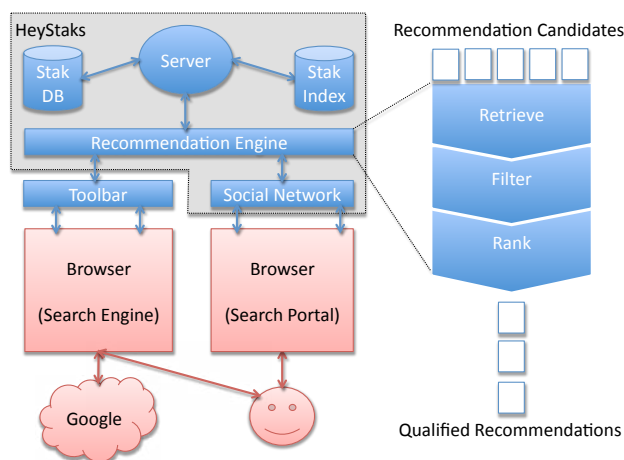 HeyStaks
Stak
DB
Server
Stak
Index
Recommendation Engine
Toolbar
Social Network
Browser
(Search Engine)
Browser
(Search Portal)
Google
Recommendation Candidates
Retrieve
Filter
Rank
Qualified Recommendations